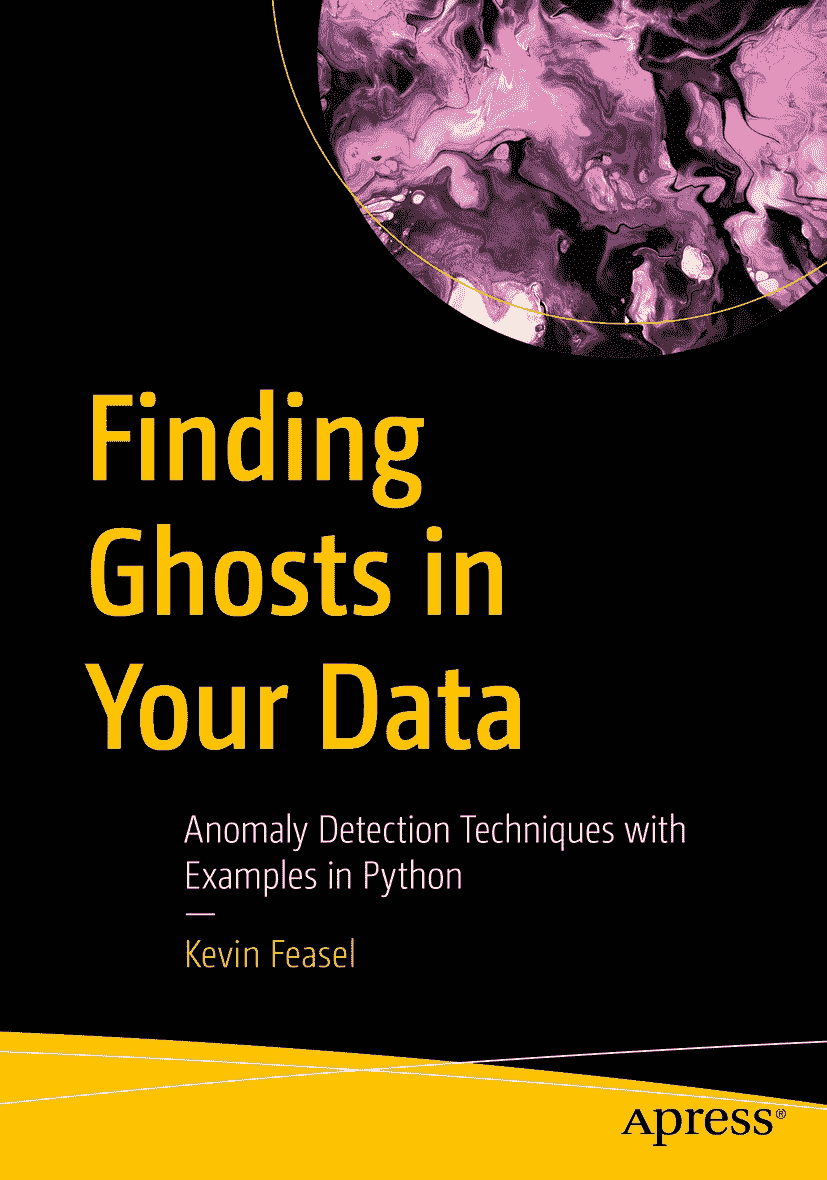 Finding
Ghosts in
Your Data
Anomaly Detection Techniques with
Examples in Python
—
Kevin Feasel
Apress®